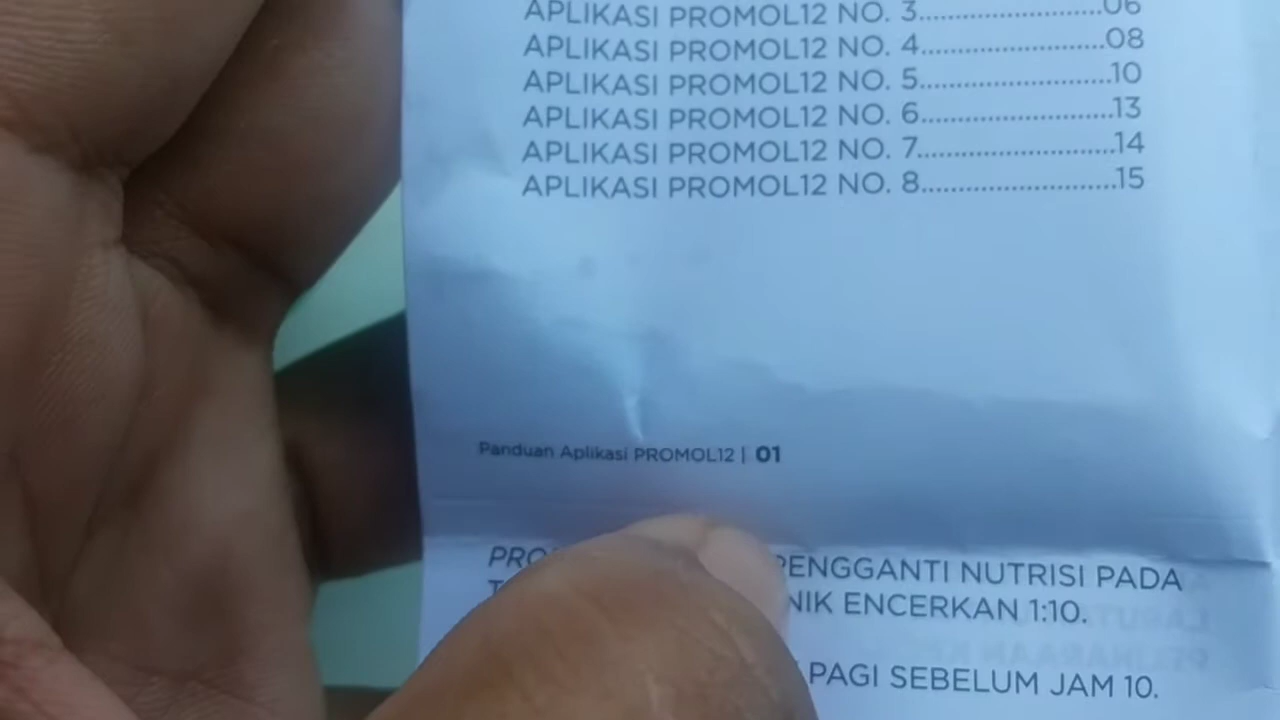 APLIKASI PROMOL12 NO. 3..............................06
APLIKASI PROMOL12 NO. 4..............................08
APLIKASI PROMOL12 NO. 5...............................10
APLIKASI PROMOL12 NO. 6...............................13
APLIKASI PROMOL12 NO. 7................................14
APLIKASI PROMOL12 NO. 8................................15
Panduan Aplikasi PROMOL12 | 01
PENGGANTI NUTRISI PADA
ENCERKAN 1:10.
PAGI SEBELUM JAM 10.